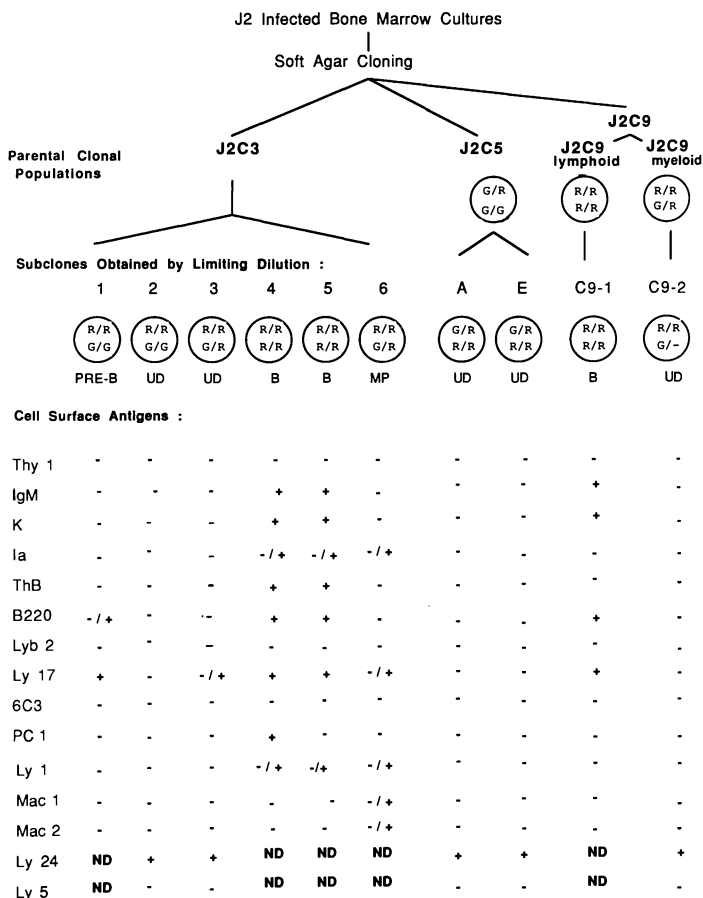 J2 Infected Bone Marrow Cultures
Soft Agar Cloning
J2C9
Parental Clonal Populations J2C3 J2C5 J2C9 lymphoid J2C9 myeloid
G/R R/R R/R
G/G R/R G/R
Subclones Obtained by Limiting Dilution :
1 2 3 4 5 6 A E C9-1 C9-2
R/R R/R G/R R/R R/R R/R G/R G/R R/R R/R
G/G G/G R/R R/R R/R G/G R/R R/R R/R G/-
PRE-B UD UD B B MP UD UD B UD
Cell Surface Antigens :
Thy 1 - - - - - - - - - -
IgM - - - + + - - - + -
K - - - + + - - - + -
Ia - - - -/+ -/+ -/+ - - - -
ThB - - - + + - - - - -
B220 -/+ - - + + - - - + -
Lyb 2 - - - - - - - - - -
Ly 17 + - -/+ + + -/+ - - + -
6C3 - - - - - - - - - -
PC 1 - - - + - - - - - -
Ly 1 - - - -/+ -/+ -/+ - - - -
Mac 1 - - - - - -/+ - - - -
Mac 2 - - - - - -/+ - - - -
Ly 24 ND + + ND ND ND + + ND +
Ly 5 ND - - ND ND ND - - ND -